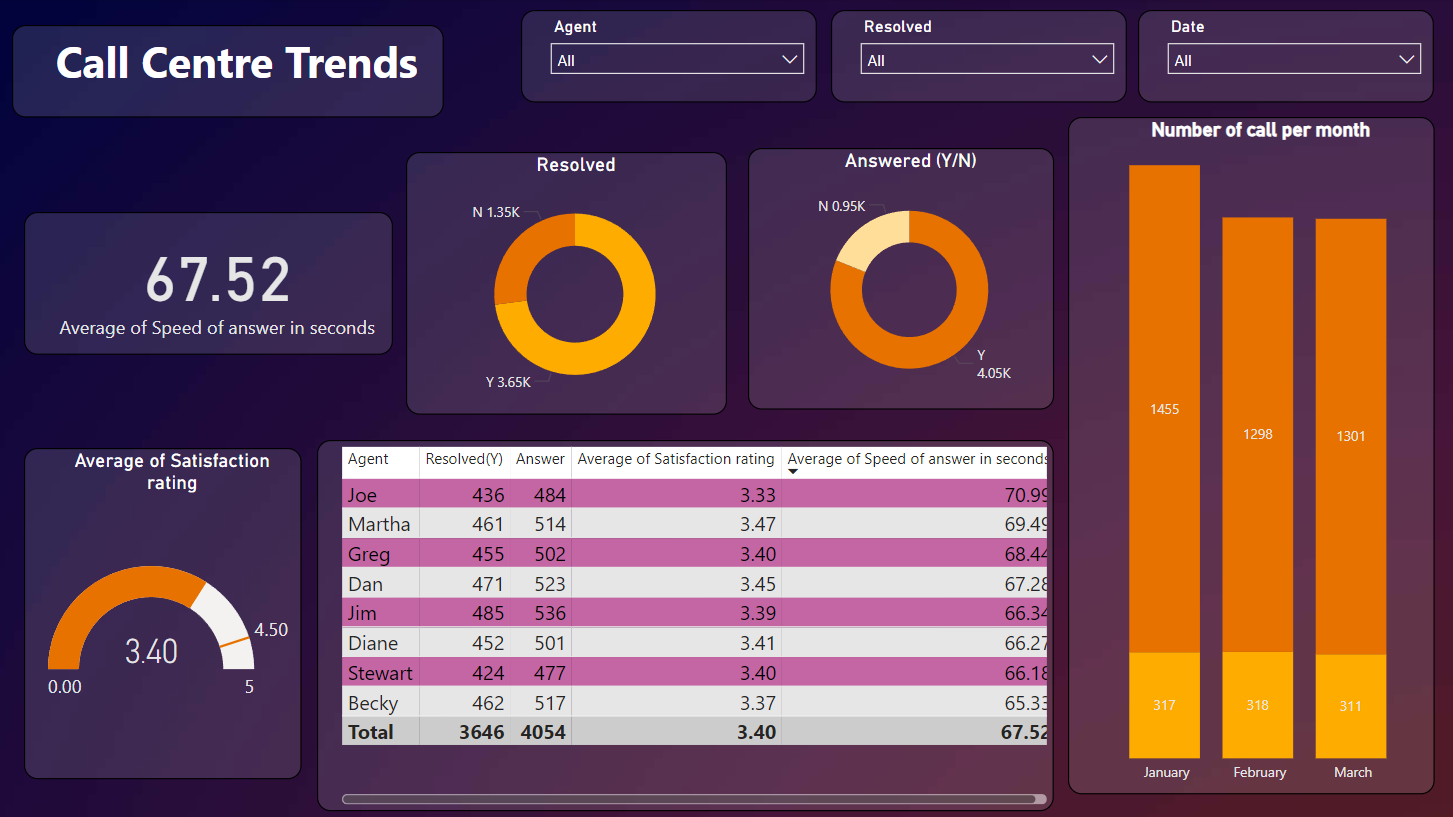 Call Centre Trends
Agent
All
Resolved
All
Date
All
67.52
Average of Speed of answer in seconds
Resolved
N 1.35K
Y 3.65K
Answered (Y/N)
N 0.95K
Y
4.05K
Number of call per month
1455
1298
1301
317
318
311
January
February
March
Average of Satisfaction
rating
3.40
4.50
0.00
5
Agent Resolved(Y) Answer Average of Satisfaction rating Average of Speed of answer in seconds
Joe 436 484 3.33 70.99
Martha 461 514 3.47 69.49
Greg 455 502 3.40 68.44
Dan 471 523 3.45 67.28
Jim 485 536 3.39 66.34
Diane 452 501 3.41 66.27
Stewart 424 477 3.40 66.18
Becky 462 517 3.37 65.33
Total 3646 4054 3.40 67.52